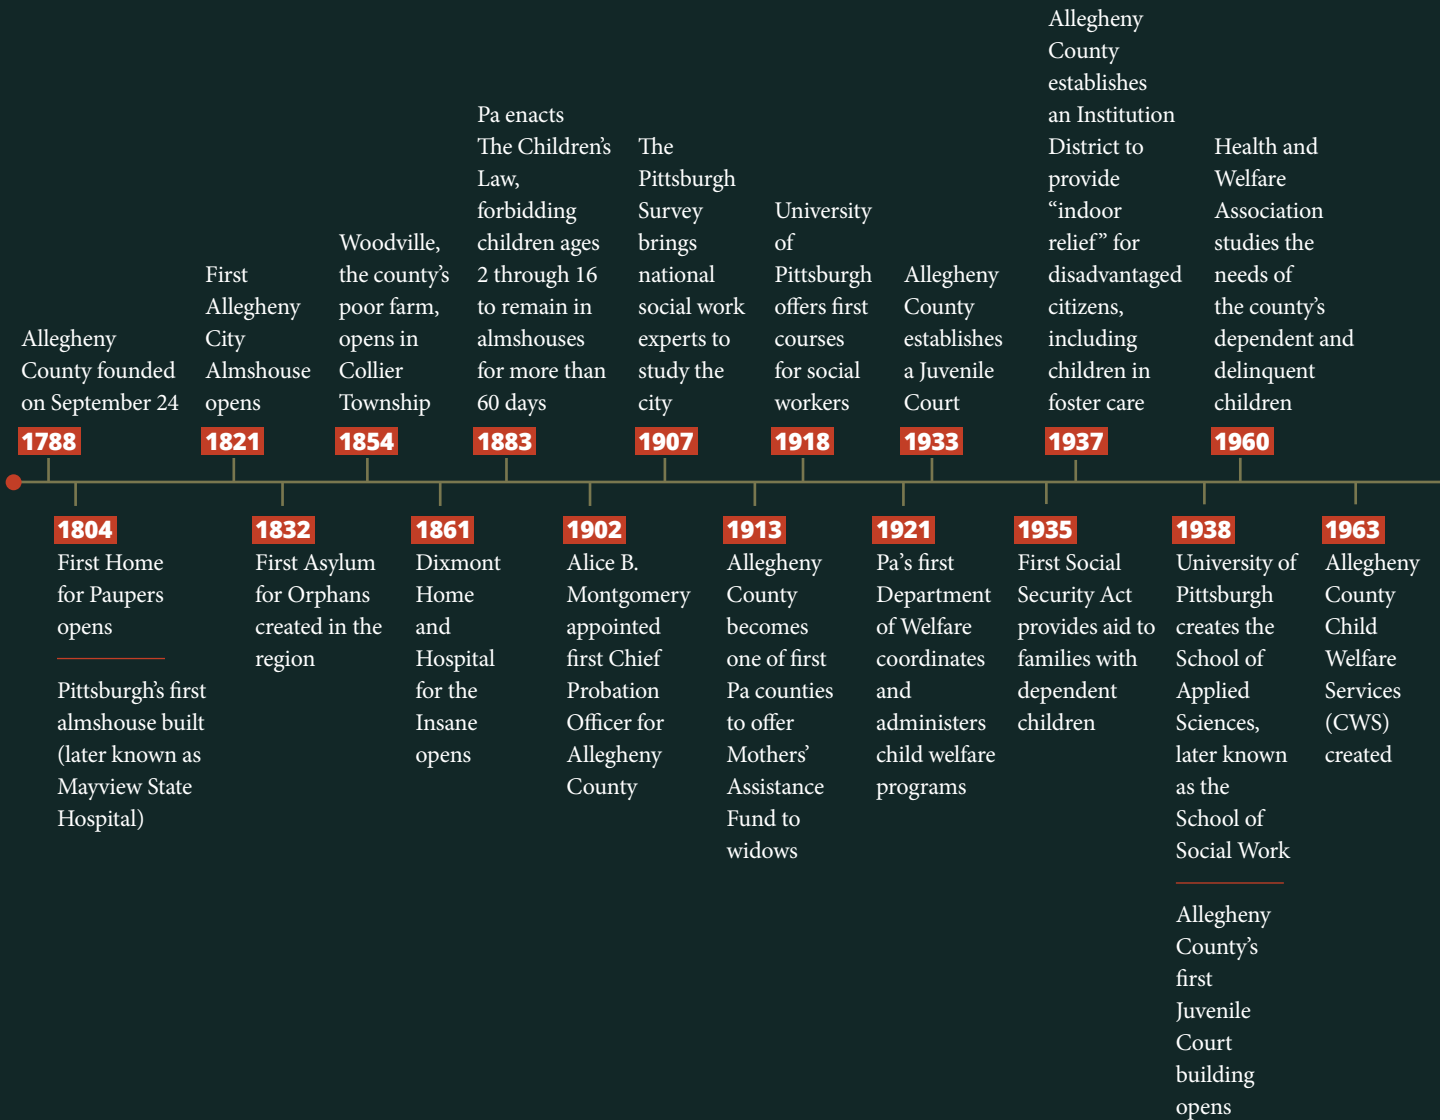 Allegheny
County founded
on September 24
1788
1804
First Home
for Paupers
opens
Pittsburgh’s first
almshouse built
(later known as
Mayview State
Hospital)
First
Allegheny
City
Almshouse
opens
1821
1832
First Asylum
for Orphans
created in the
region
Woodville,
the county’s
poor farm,
opens in
Collier
Township
1854
1861
Dixmont
Home
and
Hospital
for the
Insane
opens
Pa enacts
The Children’s
Law,
forbidding
children ages
2 through 16
to remain in
almshouses
for more than
60 days
1883
1902
Alice B.
Montgomery
appointed
first Chief
Probation
Officer for
Allegheny
County
The
Pittsburgh
Survey
brings
national
social work
experts to
study the
city
1907
1913
Allegheny
County
becomes
one of first
Pa counties
to offer
Mothers’
Assistance
Fund to
widows
University
of
Pittsburgh
offers first
courses
for social
workers
1918
1921
Pa’s first
Department
of Welfare
coordinates
and
administers
child welfare
programs
Allegheny
County
establishes
a Juvenile
Court
1933
1935
First Social
Security Act
provides aid to
families with
dependent
children
Allegheny
County
establishes
an Institution
District to
provide
“indoor
relief” for
disadvantaged
citizens,
including
children in
foster care
1937
1938
University of
Pittsburgh
creates the
School of
Applied
Sciences,
later known
as the
School of
Social Work
Allegheny
County’s
first
Juvenile
Court
building
opens
Health and
Welfare
Association
studies the
needs of
the county’s
dependent and
delinquent
children
1960
1963
Allegheny
County
Child
Welfare
Services
(CWS)
created